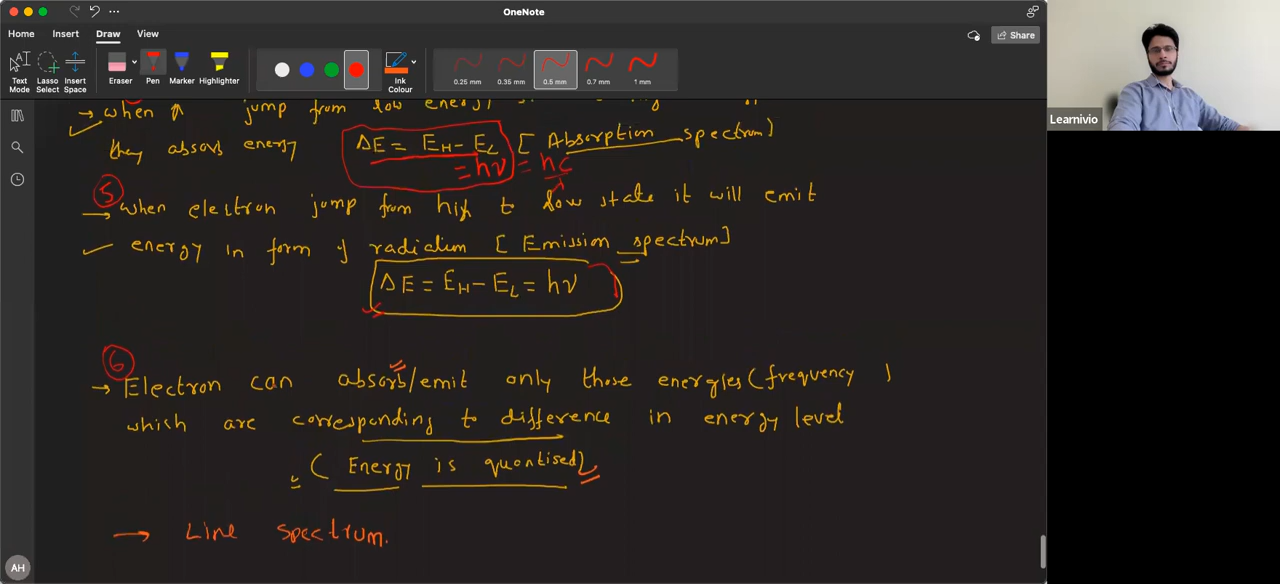 OneNote
Home Insert Draw View
Share
Text Mode Lasso Select Insert Space Eraser Pen Marker Highlighter Ink Colour 0.25 mm 0.35 mm 0.5 mm 0.7 mm 1 mm
Learnivio
→ when jump from low energy
they absorb energy ΔE = E_H - E_L [ Absorption spectrum]
= hν = hc/λ
5
→ when electron jump from high to low state it will emit
energy in form of radiation [ Emission spectrum]
ΔE = E_H - E_L = hν
6
→ Electron can absorb/emit only those energies (frequency )
which are corresponding to difference in energy level
( Energy is quantised)
→ Line spectrum.
AH